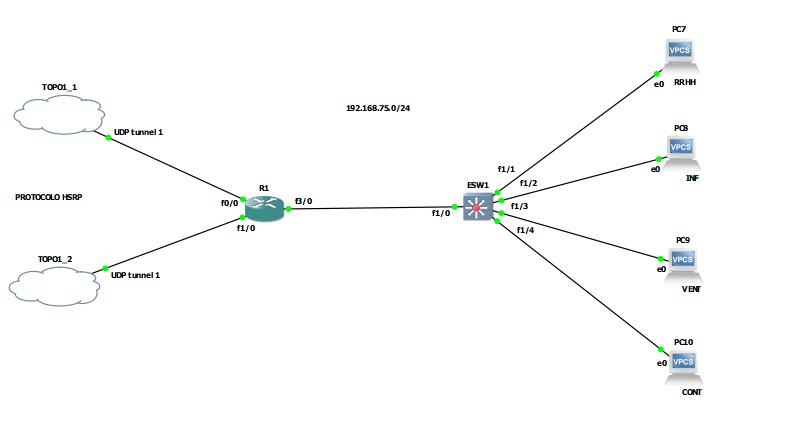 PC7
VPCS
e0
RRHH
TOPO1_1
UDP tunnel 1
192.168.75.0/24
PC8
VPCS
e0
INF
PROTOCOLO HSRP
R1
f0/0
f3/0
f1/0
ESW1
f1/0
f1/1
f1/2
f1/3
f1/4
PC9
VPCS
e0
VENT
TOPO1_2
UDP tunnel 1
PC10
VPCS
e0
CONT